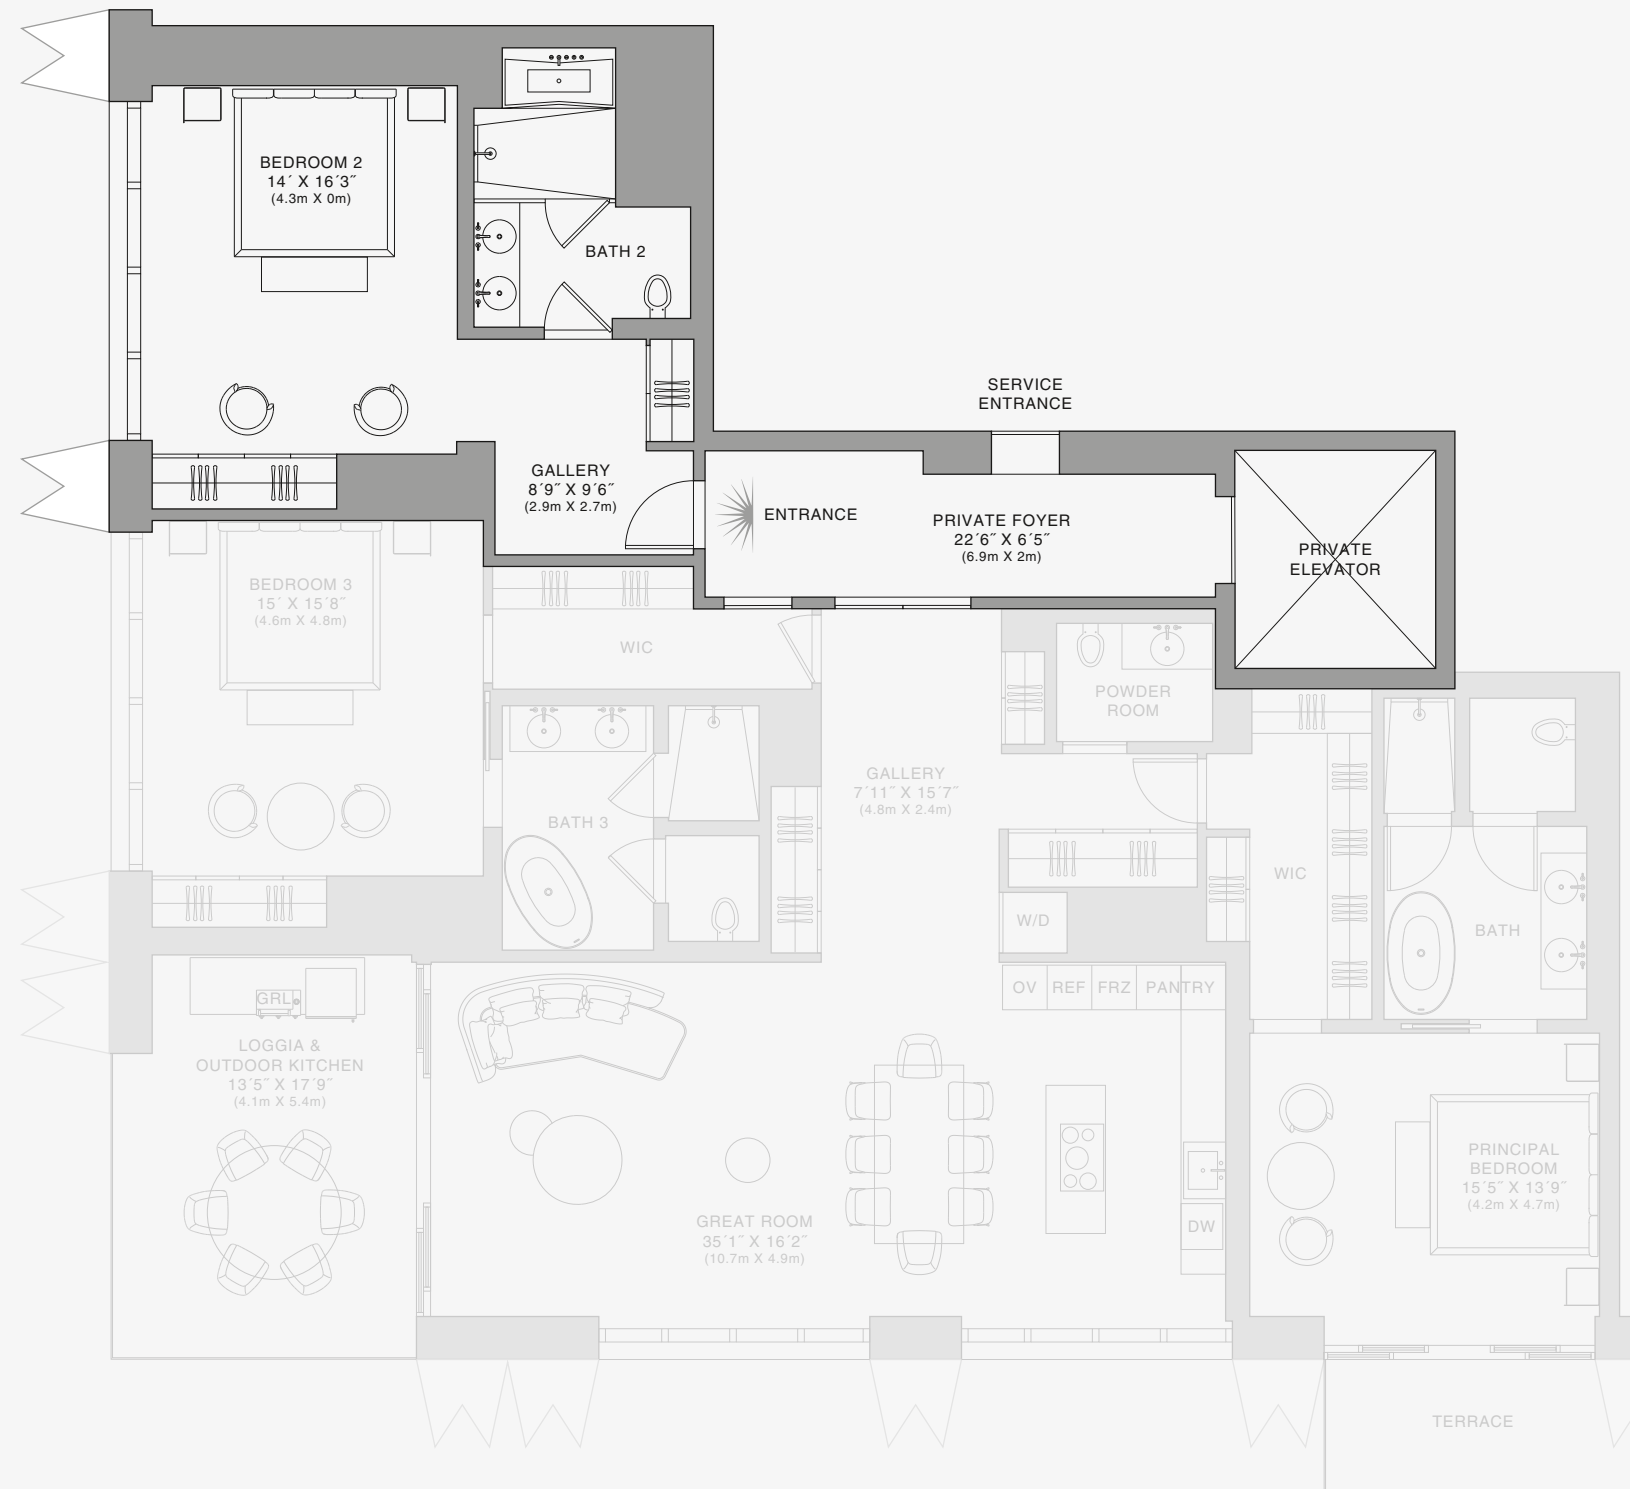 BEDROOM 2
14´ X 16´3˝
(4.3m X 0m)
BATH 2
SERVICE
ENTRANCE
GALLERY
8´9˝ X 9´6˝
(2.9m X 2.7m)
ENTRANCE
PRIVATE FOYER
22´6˝ X 6´5˝
(6.9m X 2m)
PRIVATE
ELEVATOR
BEDROOM 3
15´ X 15´8˝
(4.6m X 4.8m)
WIC
POWDER
ROOM
GALLERY
7´11˝ X 15´7˝
(4.8m X 2.4m)
BATH 3
WIC
W/D
BATH
OV REF FRZ PANTRY
GRL
LOGGIA &
OUTDOOR KITCHEN
13´5˝ X 17´9˝
(4.1m X 5.4m)
PRINCIPAL
BEDROOM
15´5˝ X 13´9˝
(4.2m X 4.7m)
GREAT ROOM
35´1˝ X 16´2˝
(10.7m X 4.9m)
DW
TERRACE